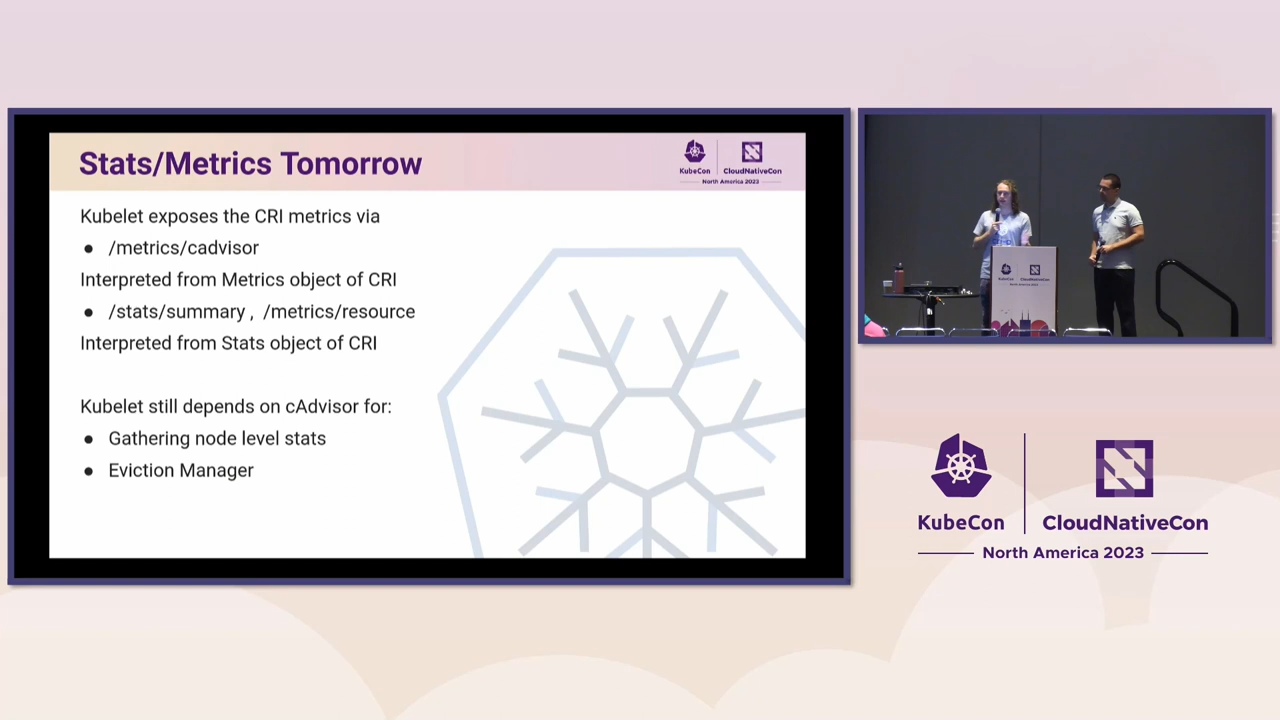 Stats/Metrics Tomorrow
KubeCon
CloudNativeCon
North America 2023
Kubelet exposes the CRI metrics via
● /metrics/cadvisor
Interpreted from Metrics object of CRI
● /stats/summary , /metrics/resource
Interpreted from Stats object of CRI
Kubelet still depends on cAdvisor for:
● Gathering node level stats
● Eviction Manager
KubeCon
CloudNativeCon
North America 2023